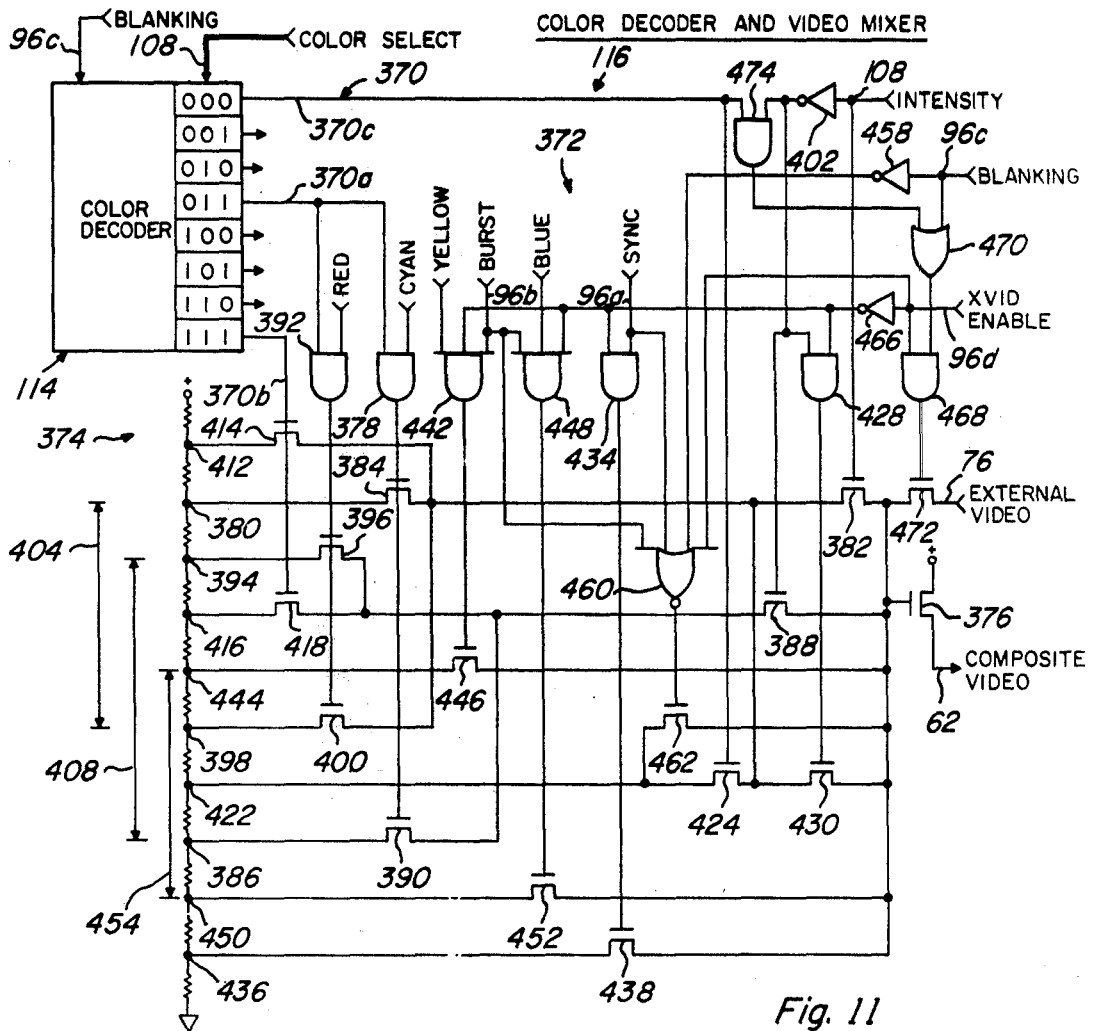 BLANKING
96c
108
COLOR SELECT
COLOR DECODER AND VIDEO MIXER
370
116
474
108
INTENSITY
000
001
010
011
100
101
110
111
COLOR
DECODER
370c
370a
372
402
458
96c
BLANKING
470
RED
CYAN
YELLOW
BURST
BLUE
SYNC
96b
96a
XVID
ENABLE
466
96d
392
114
370b
378
442
448
434
428
468
+
374
414
412
384
76
EXTERNAL
VIDEO
404
380
396
382
472
394
460
+
376
408
416
418
388
COMPOSITE
VIDEO
444
446
62
398
400
462
422
424
430
386
390
454
450
452
436
438
Fig. 11